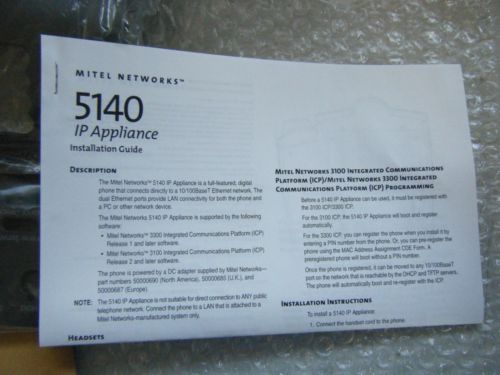 MITEL NETWORKS™
5140
IP Appliance
Installation Guide
DESCRIPTION
The Mitel Networks™ 5140 IP Appliance is a full-featured, digital
phone that connects directly to a 10/100BaseT Ethernet network. The
dual Ethernet ports provide LAN connectivity for both the phone and
a PC or other network device.
The Mitel Networks 5140 IP Appliance is supported by the following
software:
• Mitel Networks™ 3300 Integrated Communications Platform (ICP)
Release 1 and later software.
• Mitel Networks™ 3100 Integrated Communications Platform (ICP)
Release 2 and later software.
The phone is powered by a DC adapter supplied by Mitel Networks—
part numbers 50000690 (North America), 50000685 (U.K.), and
50000687 (Europe).
NOTE: The 5140 IP Appliance is not suitable for direct connection to ANY public
telephone network. Connect the phone to a LAN that is attached to a
Mitel Networks-manufactured system only.
HEADSETS
MITEL NETWORKS 3100 INTEGRATED COMMUNICATIONS
PLATFORM (ICP)/MITEL NETWORKS 3300 INTEGRATED
COMMUNICATIONS PLATFORM (ICP) PROGRAMMING
Before a 5140 IP Appliance can be used, it must be registered with
the 3100 ICP/3300 ICP.
For the 3100 ICP, the 5140 IP Appliance will boot and register
automatically.
For the 3300 ICP, you can register the phone when you install it by
entering a PIN number from the phone. Or, you can pre-register the
phone using the MAC Address Assignment CDE Form. A
preregistered phone will boot without a PIN number.
Once the phone is registered, it can be moved to any 10/100BaseT
port on the network that is reachable by the DHCP and TFTP servers.
The phone will automatically boot and re-register with the ICP.
INSTALLATION INSTRUCTIONS
To install a 5140 IP Appliance:
1. Connect the handset cord to the phone.